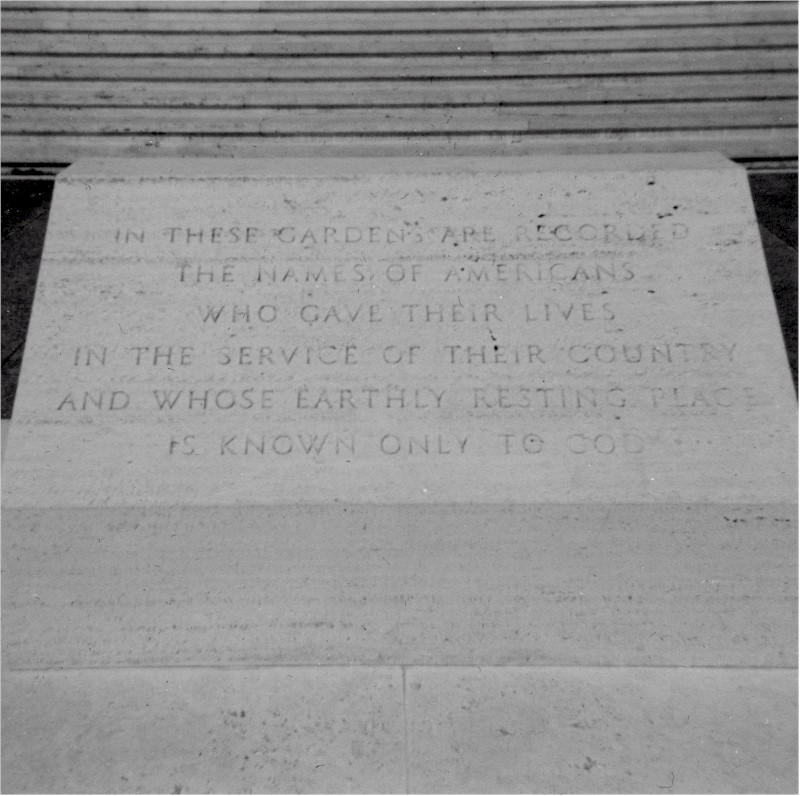 IN THESE GARDENS ARE RECORDED
THE NAMES OF AMERICANS
WHO GAVE THEIR LIVES
IN THE SERVICE OF THEIR COUNTRY
AND WHOSE EARTHLY RESTING PLACE
IS KNOWN ONLY TO GOD